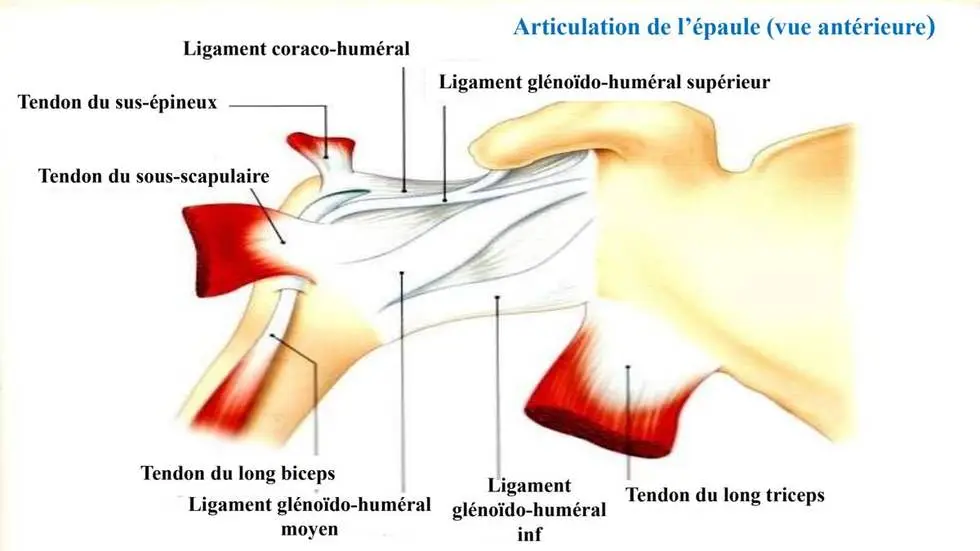 Articulation de l’épaule (vue antérieure)
Ligament coraco-huméral
Ligament glénoïdo-huméral supérieur
Tendon du sus-épineux
Tendon du sous-scapulaire
Tendon du long biceps
Ligament glénoïdo-huméral
moyen
Ligament
glénoïdo-huméral
inf
Tendon du long triceps